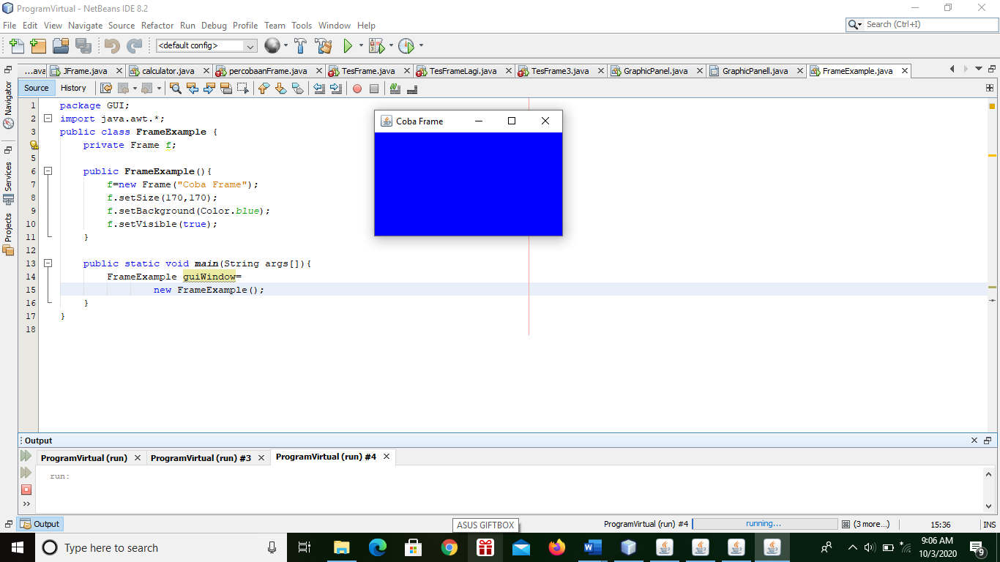 ProgramVirtual - NetBeans IDE 8.2
File Edit View Navigate Source Refactor Run Debug Profile Team Tools Window Help
Search (Ctrl+I)
<default config>
...ava JFrame.java calculator.java percobaanFrame.java TesFrame.java TesFrameLagi.java TesFrame3.java GraphicPanel.java GraphicPanell.java FrameExample.java
Source History
Navigator
Services
Projects
1 package GUI;
2 import java.awt.*;
3 public class FrameExample {
private Frame f;
5
6 public FrameExample(){
7 f=new Frame("Coba Frame");
8 f.setSize(170,170);
9 f.setBackground(Color.blue);
10 f.setVisible(true);
11 }
12
13 public static void main(String args[]){
14 FrameExample guiWindow=
15 new FrameExample();
16 }
17 }
18
Coba Frame
Output
ProgramVirtual (run) ProgramVirtual (run) #3 ProgramVirtual (run) #4
run:
Output
ASUS GIFTBOX
ProgramVirtual (run) #4 running... (3 more...) 15:36 INS
Type here to search
9:06 AM
10/3/2020
9